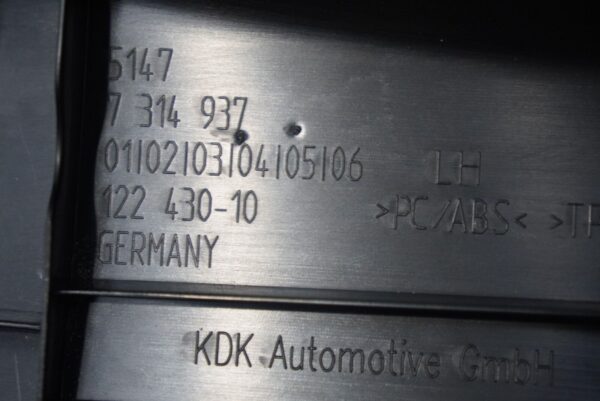 5147
7 314 937
01|02|03|04|05|06
LH
122 430-10
>PC/ABS<
GERMANY
KDK Automotive GmbH